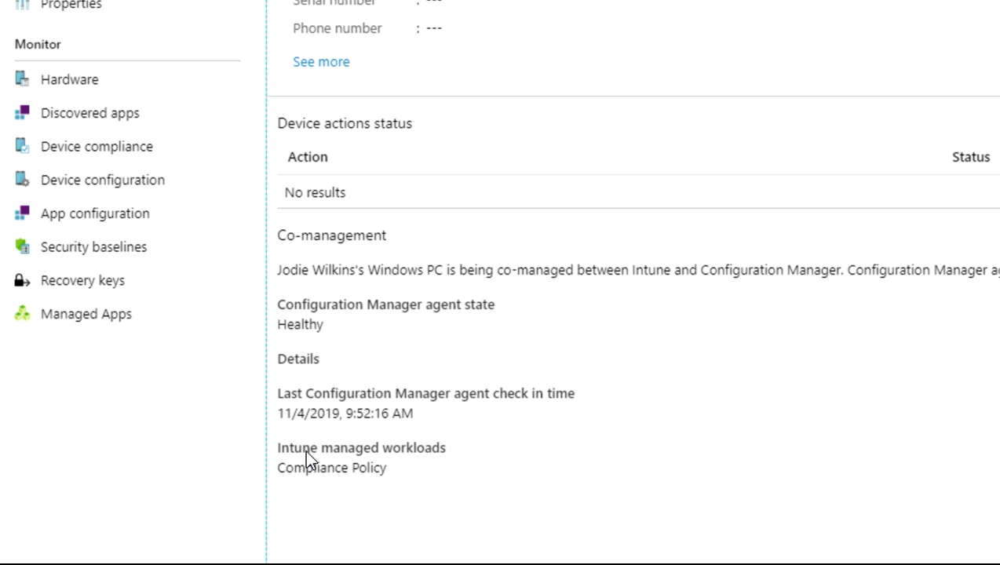 Properties
Monitor
Hardware
Discovered apps
Device compliance
Device configuration
App configuration
Security baselines
Recovery keys
Managed Apps
Serial number : ---
Phone number : ---
See more
Device actions status
Action Status
No results
Co-management
Jodie Wilkins's Windows PC is being co-managed between Intune and Configuration Manager. Configuration Manager
Configuration Manager agent state
Healthy
Details
Last Configuration Manager agent check in time
11/4/2019, 9:52:16 AM
Intune managed workloads
Compliance Policy